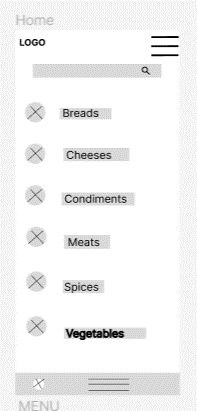 Home
LOGO
Breads
Cheeses
Condiments
Meats
Spices
Vegetables
MENU